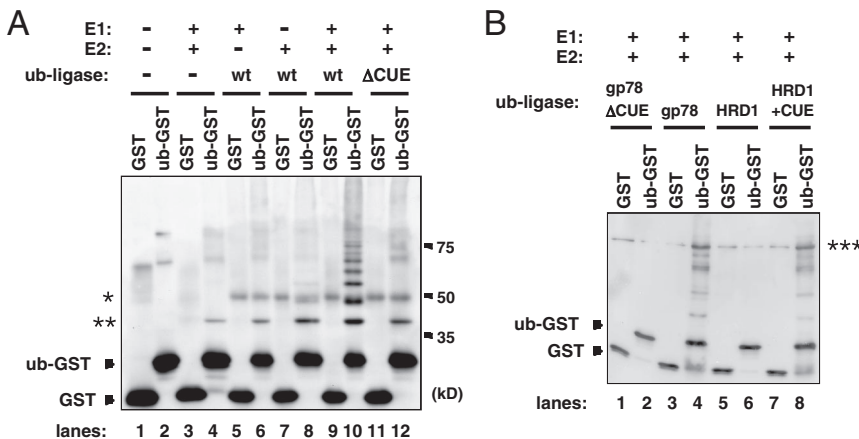 A
E1: - + + - + +
E2: - + - + + +
ub-ligase: - - wt wt wt ΔCUE
GST ub-GST GST ub-GST GST ub-GST GST ub-GST GST ub-GST GST ub-GST
75
* 50
** 35
ub-GST
GST (kD)
lanes: 1 2 3 4 5 6 7 8 9 10 11 12
B
E1: + + + +
E2: + + + +
ub-ligase: gp78 ΔCUE gp78 HRD1 HRD1 +CUE
GST ub-GST GST ub-GST GST ub-GST GST ub-GST
***
ub-GST
GST
lanes: 1 2 3 4 5 6 7 8